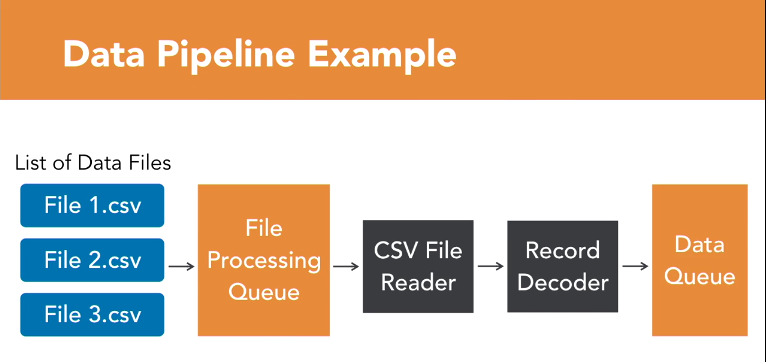 Data Pipeline Example
List of Data Files
File 1.csv
File 2.csv
File 3.csv
File
Processing
Queue
CSV File
Reader
Record
Decoder
Data
Queue